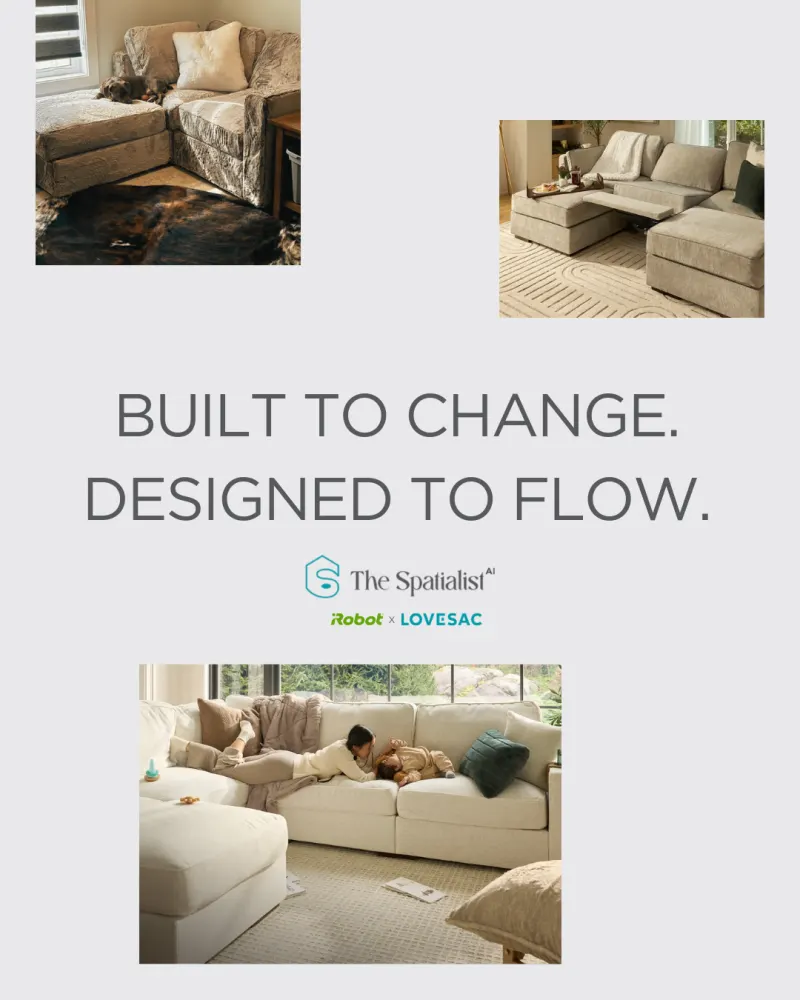 BUILT TO CHANGE.
DESIGNED TO FLOW.
The Spatialist AI
iRobot x LOVESAC